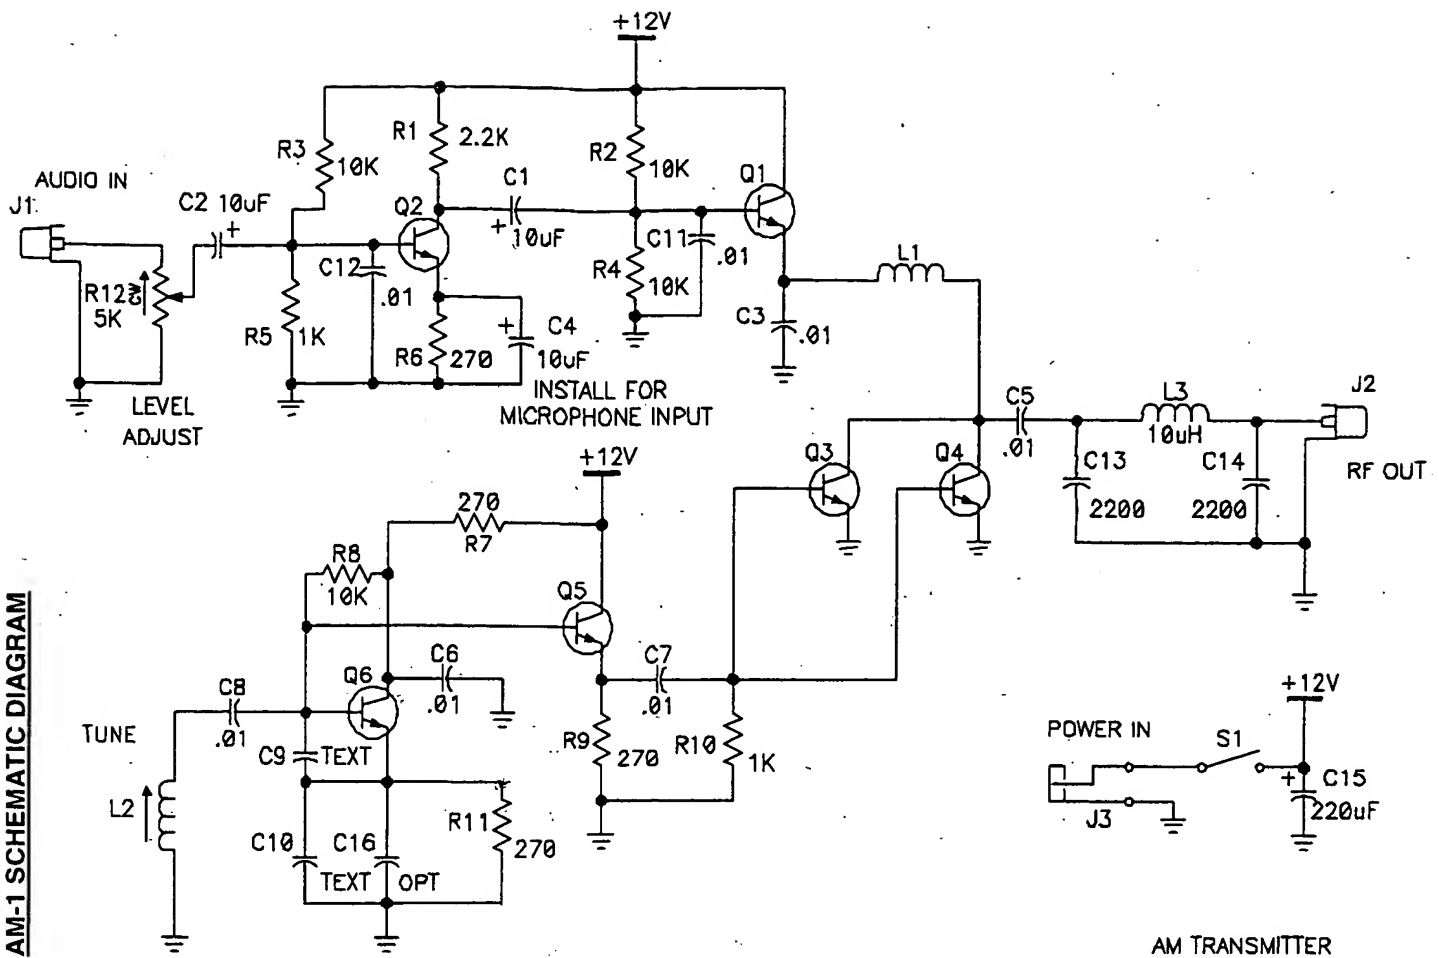 +12V
R1
2.2K
R3
10K
R2
10K
AUDIO IN
J1
C2 10uF
+
Q2
C1
+
10uF
Q1
C11
.01
C12
.01
R12
CW
5K
R4
10K
L1
R5
1K
R6
270
+
C4
10uF
C3
.01
LEVEL
ADJUST
INSTALL FOR
MICROPHONE INPUT
C5
.01
L3
10uH
J2
Q3
Q4
C13
2200
C14
2200
RF OUT
+12V
270
R7
R8
10K
Q5
C6
.01
Q6
C7
.01
C8
.01
TUNE
C9
TEXT
R9
270
R10
1K
L2
C10
TEXT
C16
OPT
R11
270
+12V
POWER IN
S1
J3
+
C15
220uF
AM-1 SCHEMATIC DIAGRAM
AM TRANSMITTER